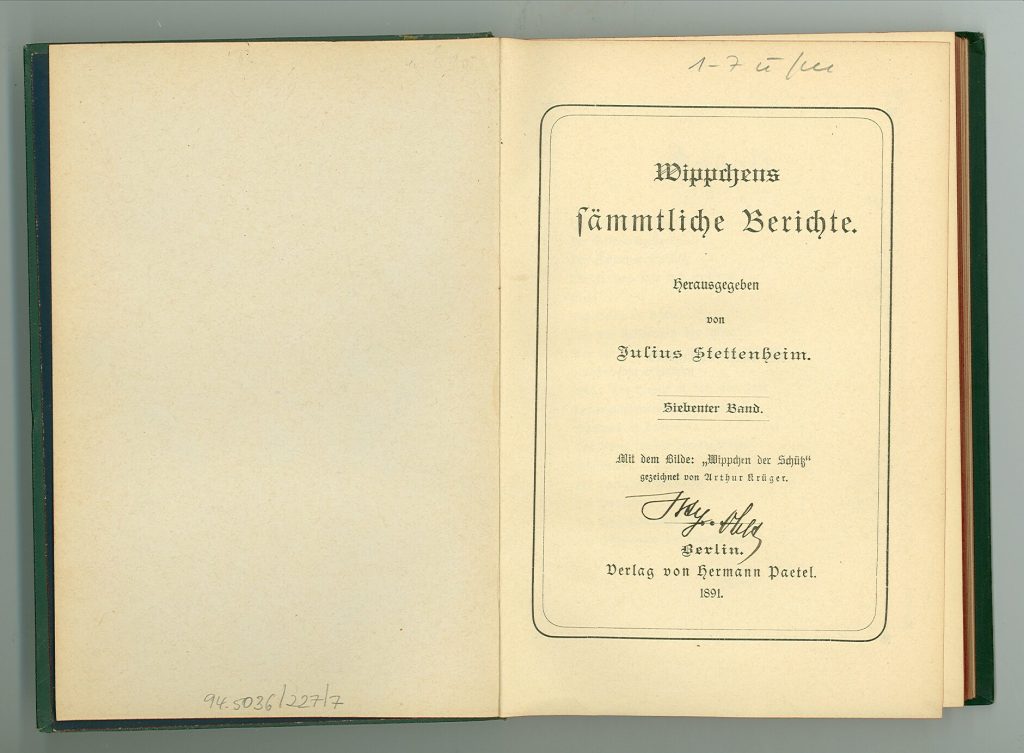 94.5036/227/7
1-7
Wippchens
sämmtliche Berichte.
Herausgegeben
von
Julius Stettenheim.
Siebenter Band.
Mit dem Bilde: „Wippchen der Schütz“
gezeichnet von Arthur Krüger.
Berlin.
Verlag von Hermann Paetel.
1891.